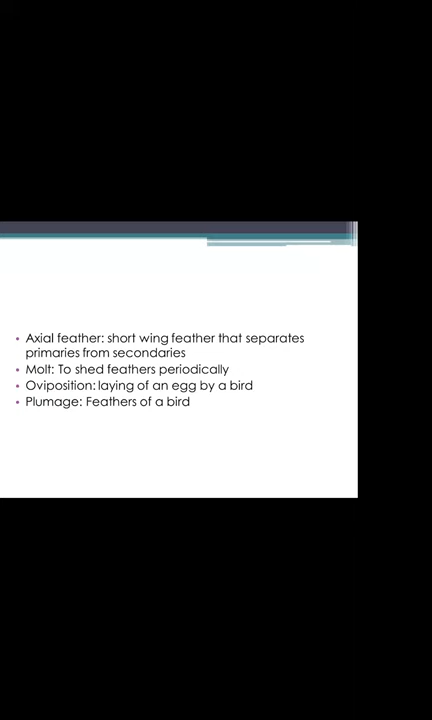 • Axial feather: short wing feather that separates
primaries from secondaries
• Molt: To shed feathers periodically
• Oviposition: laying of an egg by a bird
• Plumage: Feathers of a bird